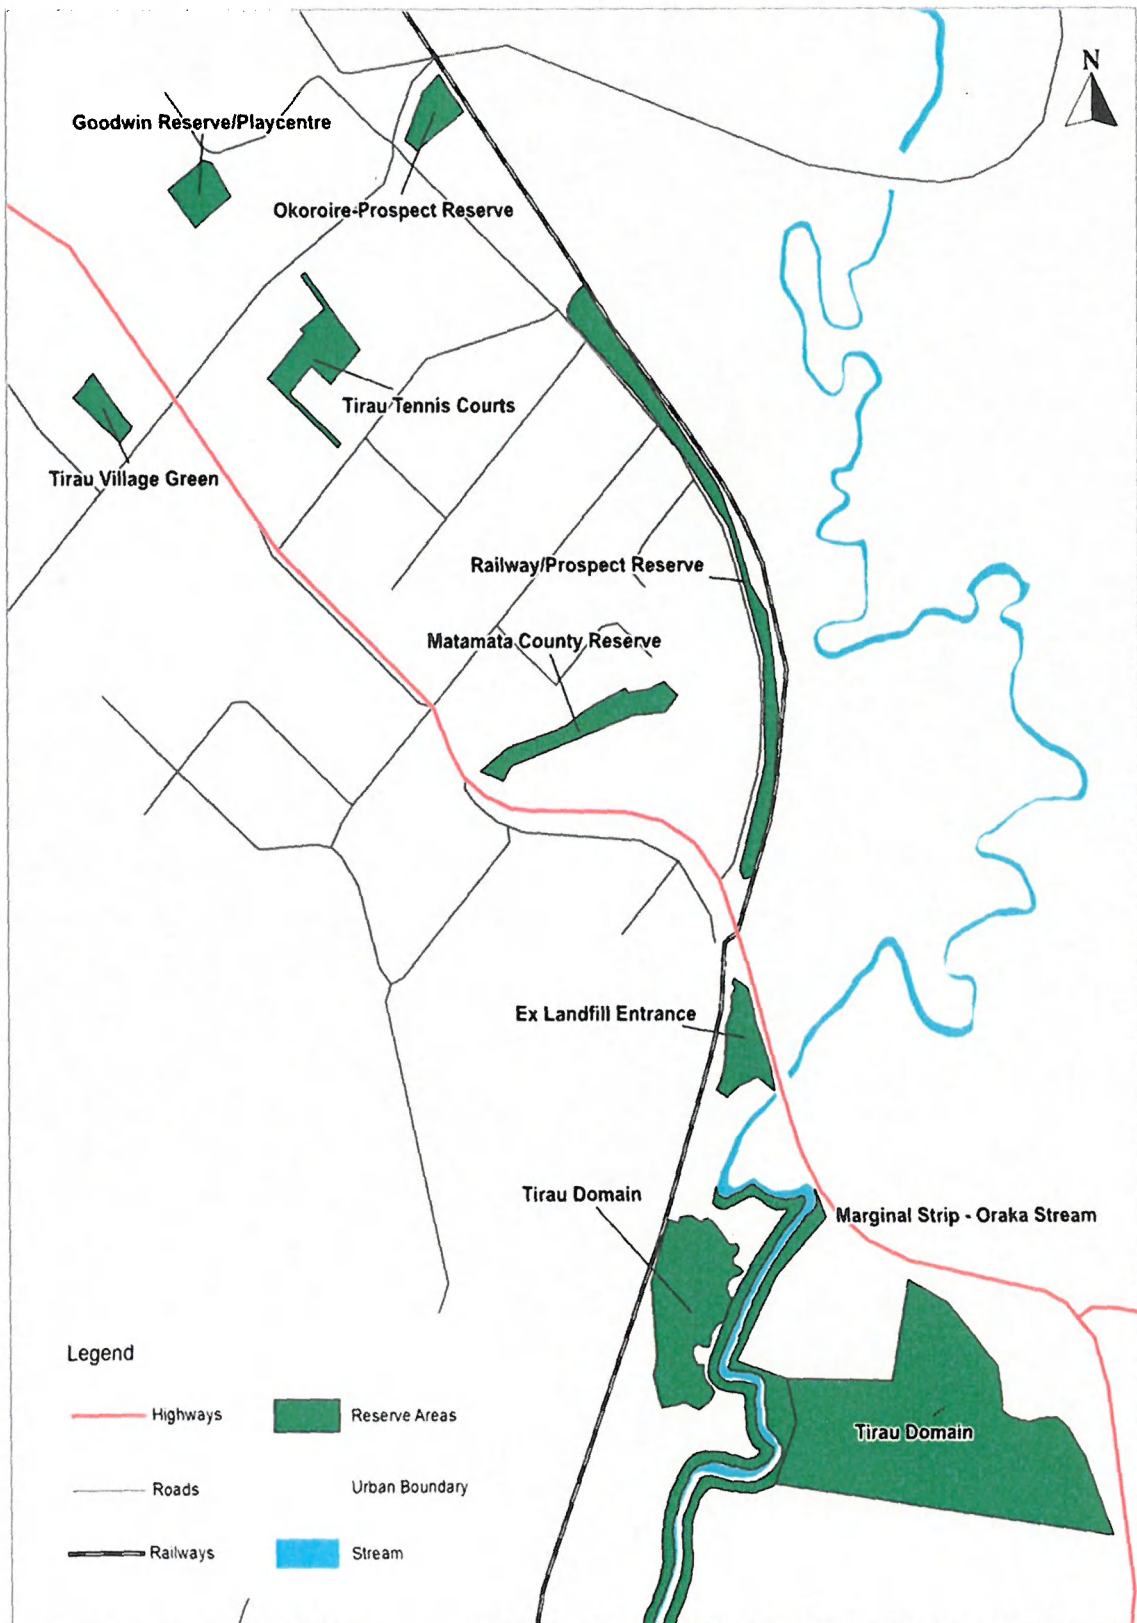 N
Goodwin Reserve/Playcentre
Okoroire-Prospect Reserve
Tirau Tennis Courts
Tirau Village Green
Railway/Prospect Reserve
Matamata County Reserve
Ex Landfill Entrance
Tirau Domain
Marginal Strip - Oraka Stream
Tirau Domain
Legend
Highways
Reserve Areas
Roads
Urban Boundary
Railways
Stream